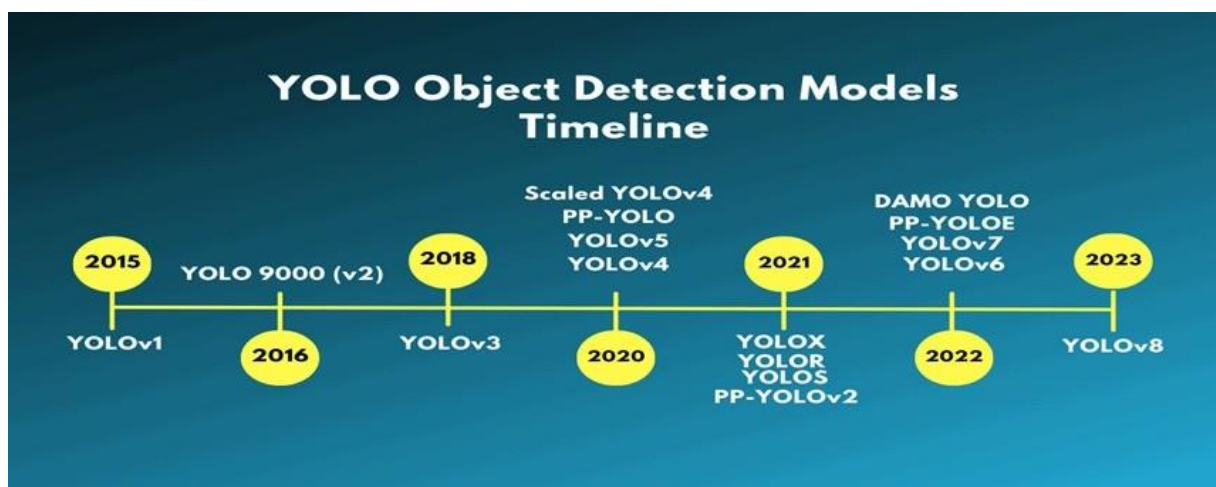 YOLO Object Detection Models
Timeline
2015
YOLOv1
YOLO 9000 (v2)
2016
2018
YOLOv3
Scaled YOLOv4
PP-YOLO
YOLOv5
YOLOv4
2020
2021
YOLOX
YOLOR
YOLOS
PP-YOLOv2
DAMO YOLO
PP-YOLOE
YOLOv7
YOLOv6
2022
2023
YOLOv8